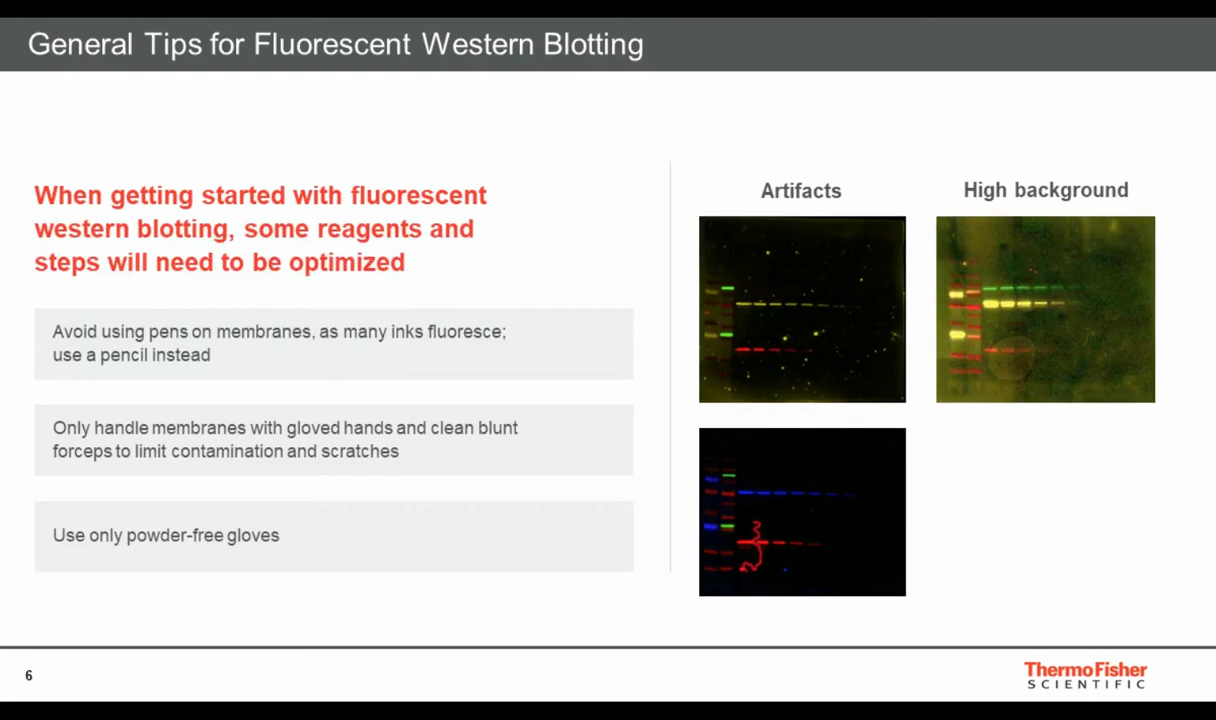 General Tips for Fluorescent Western Blotting
When getting started with fluorescent
western blotting, some reagents and
steps will need to be optimized
Avoid using pens on membranes, as many inks fluoresce;
use a pencil instead
Only handle membranes with gloved hands and clean blunt
forceps to limit contamination and scratches
Use only powder-free gloves
Artifacts
High background
6
ThermoFisher
SCIENTIFIC